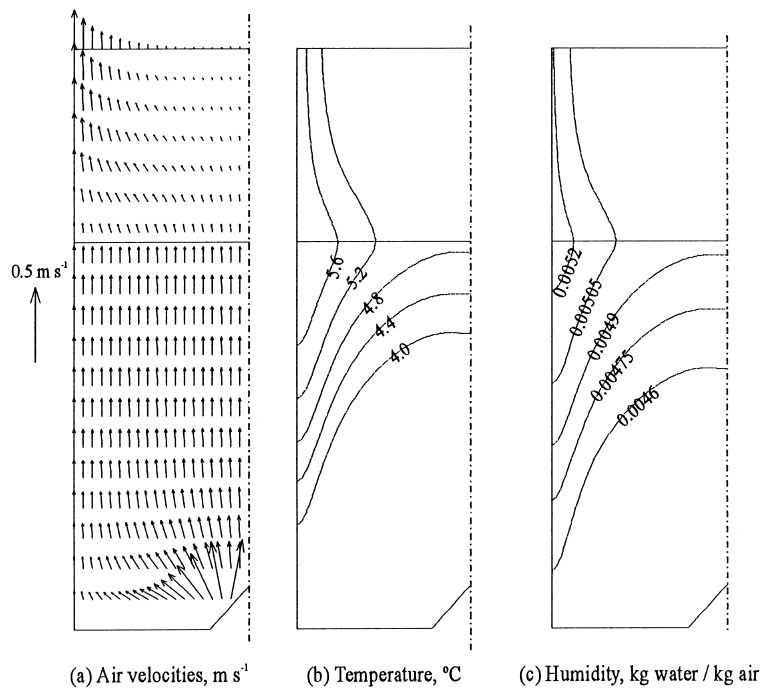 0.5 m s⁻¹
5.6
5.2
4.8
4.4
4.0
0.0052
0.00505
0.0049
0.00475
0.0046
(a) Air velocities, m s⁻¹
(b) Temperature, ºC
(c) Humidity, kg water / kg air